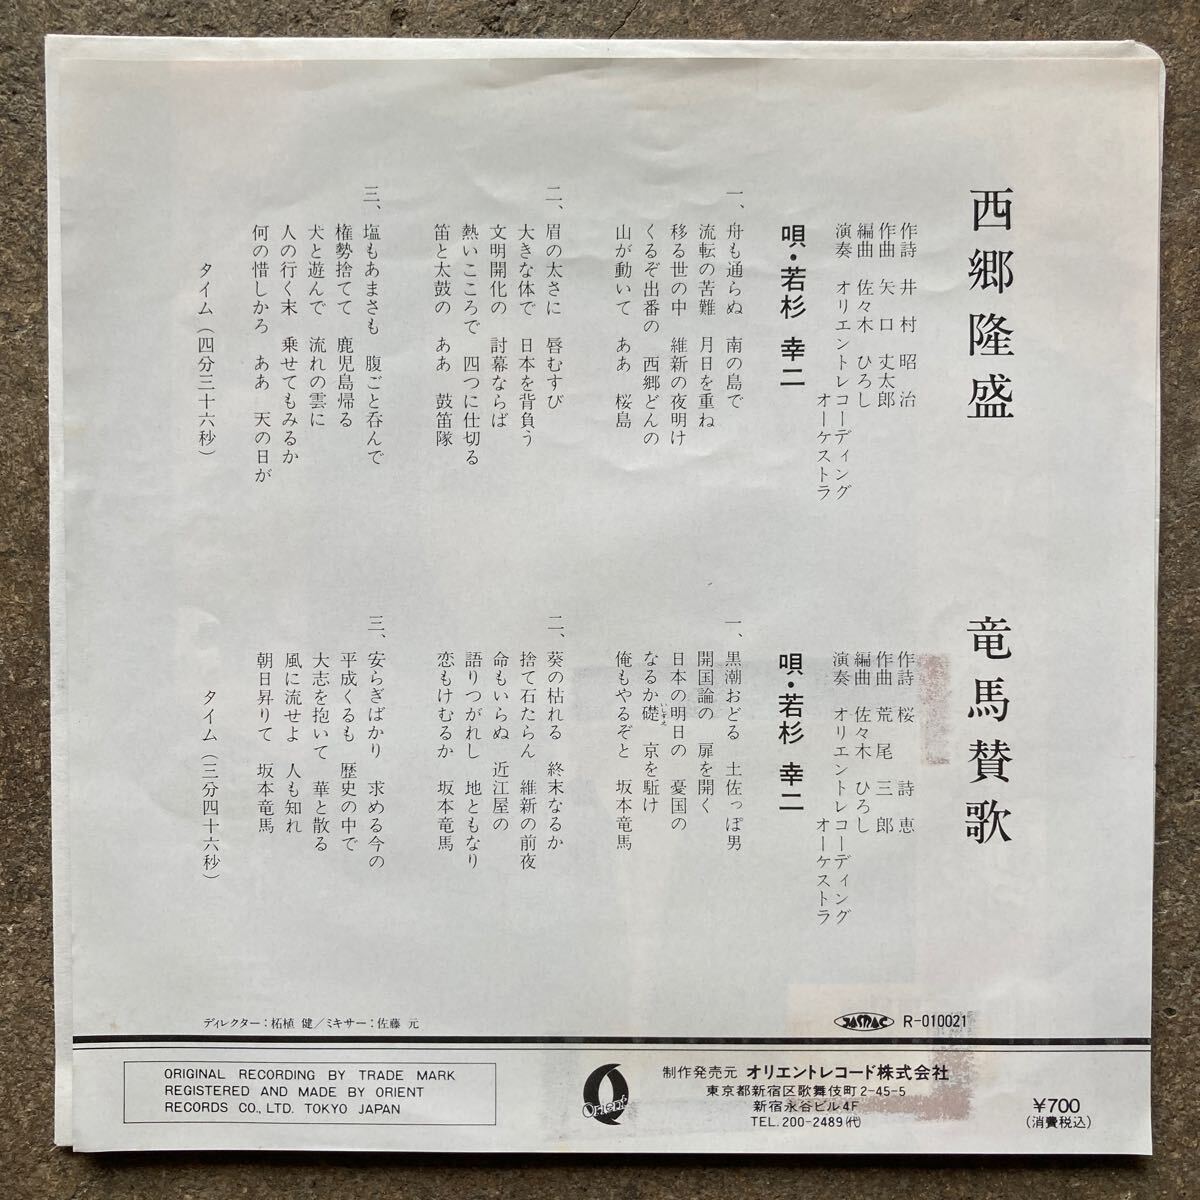 西郷隆盛
作詩　井村昭治
作曲　矢口丈太郎
編曲　佐々木ひろし
演奏　オリエントレコーディング
オーケストラ
唄・若杉幸二
一、舟も通らぬ　南の島で
流転の苦難　月日を重ね
移る世の中　維新の夜明け
くるぞ出番の　西郷どんの
山が動いて　ああ　桜島
二、眉の太さに　唇むすび
大きな体で　日本を背負う
文明開化の　討幕ならば
熱いこころで　四つに仕切る
笛と太鼓の　ああ　鼓笛隊
三、塩もあまさも　腹ごと呑んで
権勢捨てて　鹿児島帰る
犬と遊んで　流れの雲に
人の行く末　乗せてもみるか
何の惜しかろ　ああ　天の日が
タイム（四分三十六秒）
竜馬賛歌
作詩　桜詩恵
作曲　荒尾三郎
編曲　佐々木ひろし
演奏　オリエントレコーディング
オーケストラ
唄・若杉幸二
一、黒潮おどる　土佐っぽ男
開国論の　扉を開く
日本の明日の　憂国の
なるか礎　京を駈け
いしずえ
俺もやるぞと　坂本竜馬
二、葵の枯れる　終末なるか
捨て石たらん　維新の前夜
命もいらぬ　近江屋の
語りつがれし　地ともなり
恋もけむるか　坂本竜馬
三、安らぎばかり　求める今の
平成くるも　歴史の中で
大志を抱いて　華と散る
風に流せよ　人も知れ
朝日昇りて　坂本竜馬
タイム（三分四十六秒）
ディレクター：柘植　健／ミキサー：佐藤　元
JASRAC R-010021
ORIGINAL RECORDING BY TRADE MARK
REGISTERED AND MADE BY ORIENT
RECORDS CO., LTD. TOKYO JAPAN
Orient
制作発売元 オリエントレコード株式会社
東京都新宿区歌舞伎町2-45-5
新宿永谷ビル4F
TEL.200-2489(代)
¥700
(消費税込)